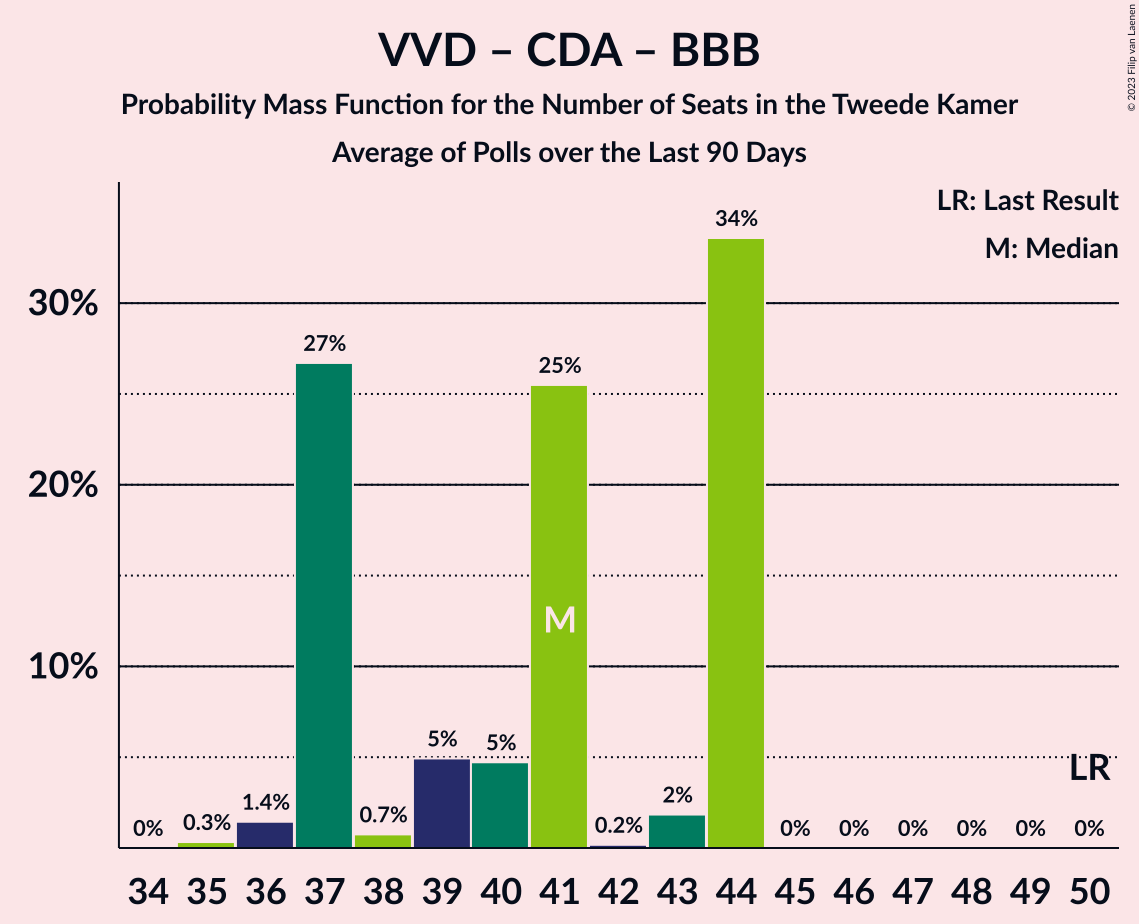 VVD – CDA – BBB
Probability Mass Function for the Number of Seats in the Tweede Kamer
Average of Polls over the Last 90 Days
© 2023 Filip van Laenen
LR: Last Result
M: Median
30%
20%
10%
0%
0.3%
1.4%
27%
0.7%
5%
5%
25%
0.2%
2%
34%
0%
0%
0%
0%
0%
0%
M
LR
34 35 36 37 38 39 40 41 42 43 44 45 46 47 48 49 50